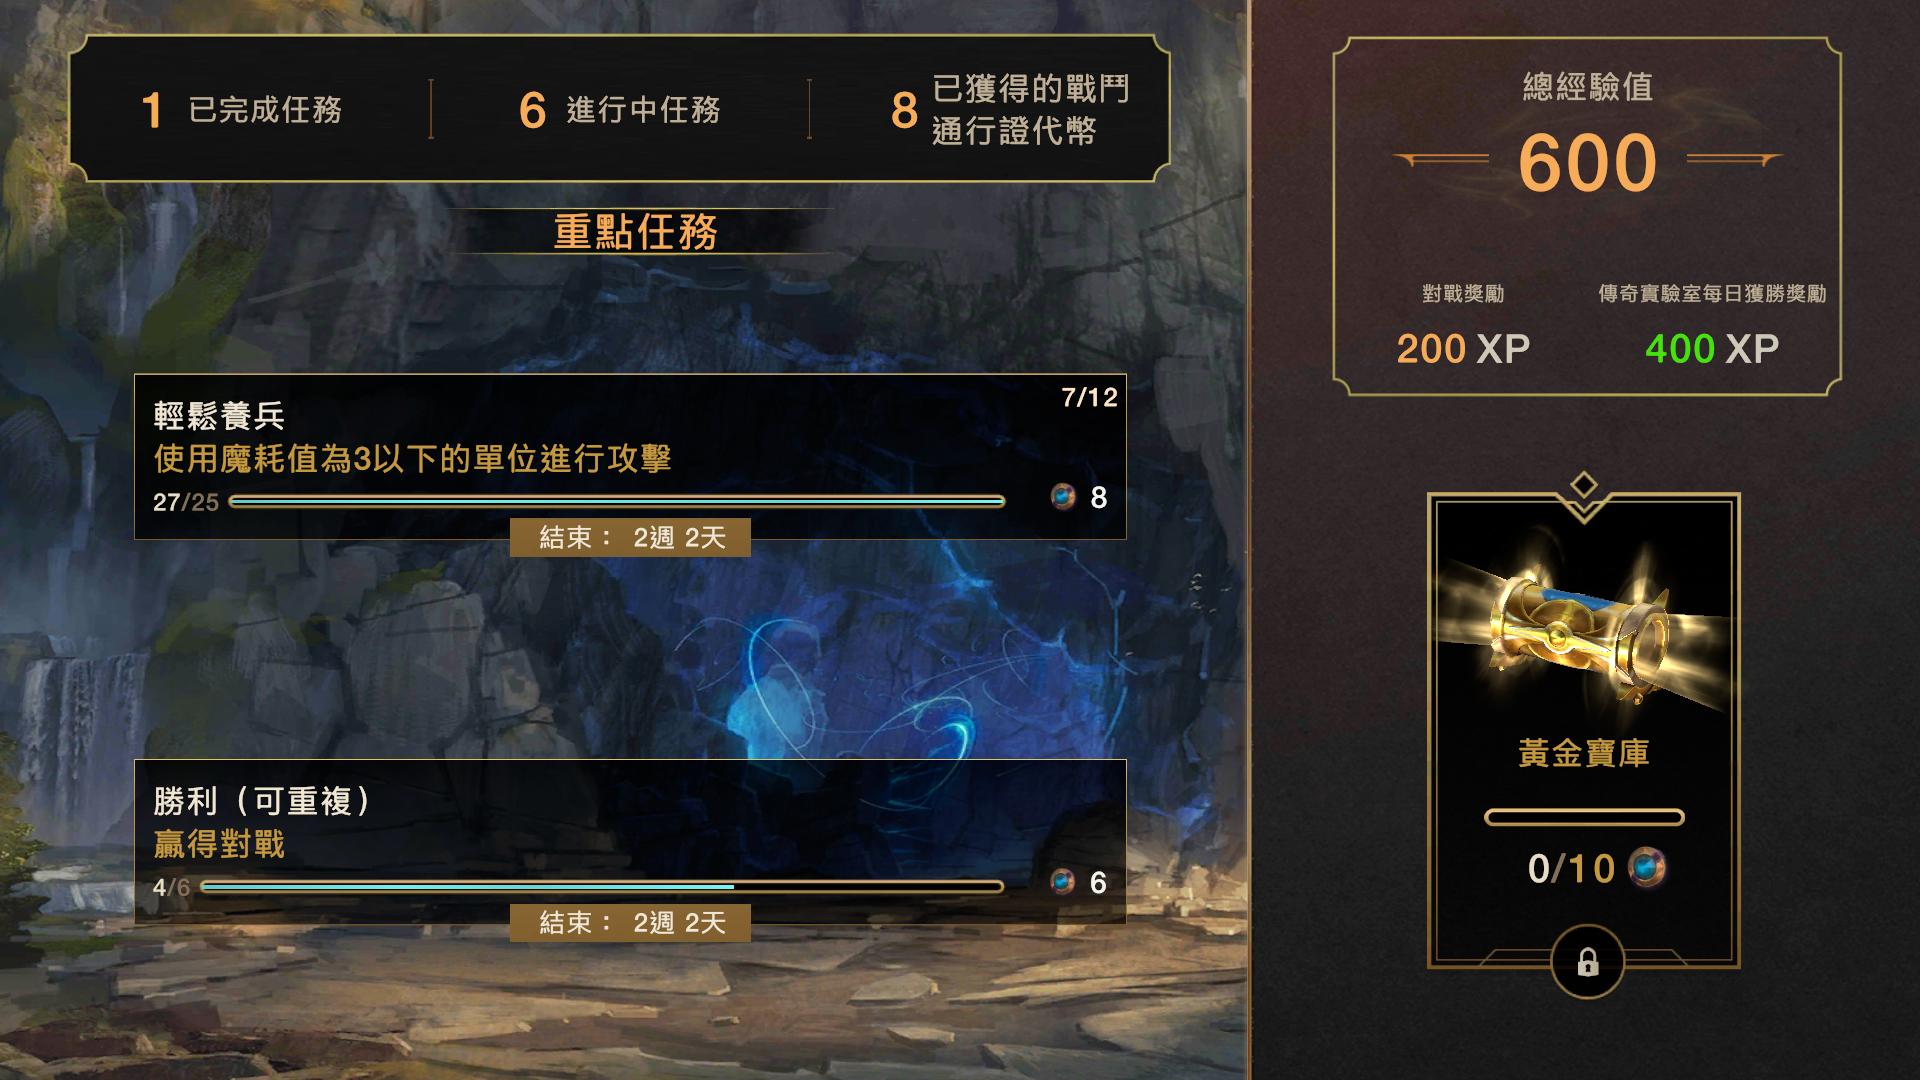 1 已完成任務
6 進行中任務
8 已獲得的戰鬥
通行證代幣
重點任務
輕鬆養兵
7/12
使用魔耗值為3以下的單位進行攻擊
27/25
8
結束： 2週 2天
勝利（可重複）
贏得對戰
4/6
6
結束： 2週 2天
總經驗值
600
對戰獎勵
200 XP
傳奇實驗室每日獲勝獎勵
400 XP
黃金寶庫
0/10